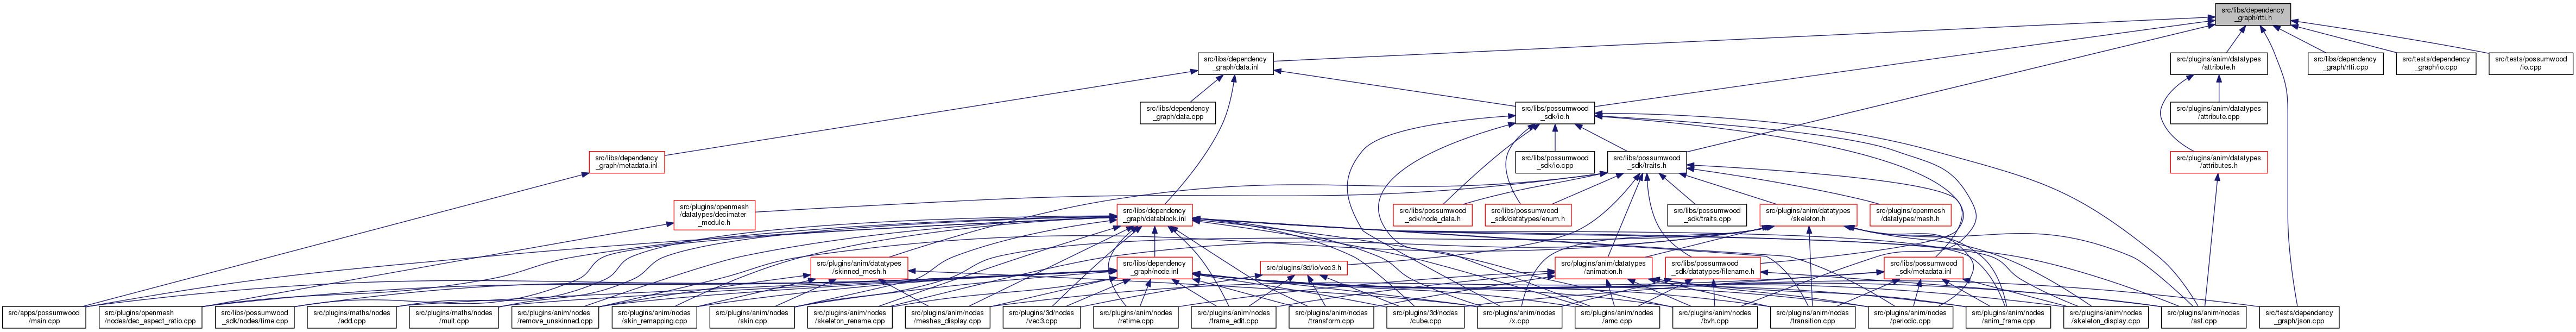 src/libs/dependency
_graph/rtti.h
src/libs/dependency
_graph/data.inl
src/plugins/anim/datatypes
/attribute.h
src/libs/dependency
_graph/rtti.cpp
src/tests/dependency
_graph/io.cpp
src/tests/possumwood
/io.cpp
src/libs/dependency
_graph/data.cpp
src/libs/possumwood
_sdk/io.h
src/plugins/anim/datatypes
/attribute.cpp
src/libs/dependency
_graph/metadata.inl
src/libs/possumwood
_sdk/io.cpp
src/libs/possumwood
_sdk/traits.h
src/plugins/anim/datatypes
/attributes.h
src/plugins/openmesh
/datatypes/decimater
_module.h
src/libs/dependency
_graph/datablock.inl
src/libs/possumwood
_sdk/node_data.h
src/libs/possumwood
_sdk/datatypes/enum.h
src/libs/possumwood
_sdk/traits.cpp
src/plugins/anim/datatypes
/skeleton.h
src/plugins/openmesh
/datatypes/mesh.h
src/plugins/anim/datatypes
/skinned_mesh.h
src/libs/dependency
_graph/node.inl
src/plugins/3d/io/vec3.h
src/plugins/anim/datatypes
/animation.h
src/libs/possumwood
_sdk/datatypes/filename.h
src/libs/possumwood
_sdk/metadata.inl
src/apps/possumwood
/main.cpp
src/plugins/openmesh
/nodes/dec_aspect_ratio.cpp
src/libs/possumwood
_sdk/nodes/time.cpp
src/plugins/maths/nodes
/add.cpp
src/plugins/maths/nodes
/mult.cpp
src/plugins/anim/nodes
/remove_unskinned.cpp
src/plugins/anim/nodes
/skin_remapping.cpp
src/plugins/anim/nodes
/skin.cpp
src/plugins/anim/nodes
/skeleton_rename.cpp
src/plugins/anim/nodes
/meshes_display.cpp
src/plugins/3d/nodes
/vec3.cpp
src/plugins/anim/nodes
/retime.cpp
src/plugins/anim/nodes
/frame_edit.cpp
src/plugins/anim/nodes
/transform.cpp
src/plugins/3d/nodes
/cube.cpp
src/plugins/anim/nodes
/x.cpp
src/plugins/anim/nodes
/amc.cpp
src/plugins/anim/nodes
/bvh.cpp
src/plugins/anim/nodes
/transition.cpp
src/plugins/anim/nodes
/periodic.cpp
src/plugins/anim/nodes
/anim_frame.cpp
src/plugins/anim/nodes
/skeleton_display.cpp
src/plugins/anim/nodes
/asf.cpp
src/tests/dependency
_graph/json.cpp